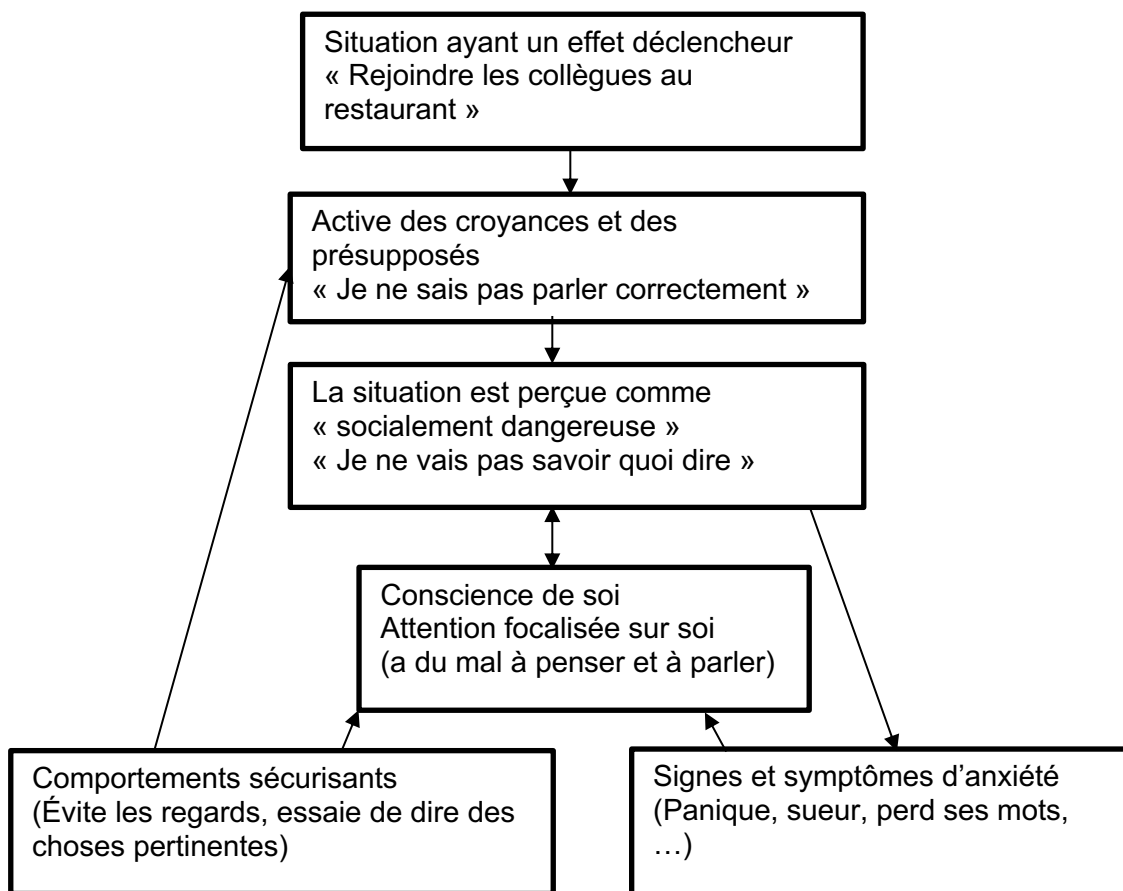 Situation ayant un effet déclencheur
« Rejoindre les collègues au
restaurant »
Active des croyances et des
présupposés
« Je ne sais pas parler correctement »
La situation est perçue comme
« socialement dangereuse »
« Je ne vais pas savoir quoi dire »
Conscience de soi
Attention focalisée sur soi
(a du mal à penser et à parler)
Comportements sécurisants
(Évite les regards, essaie de dire des
choses pertinentes)
Signes et symptômes d’anxiété
(Panique, sueur, perd ses mots,
…)